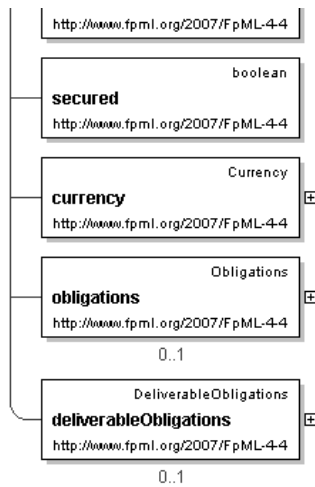 http://www.fpml.org/2007/FpML-4-4
boolean
secured
http://www.fpml.org/2007/FpML-4-4
Currency
currency
http://www.fpml.org/2007/FpML-4-4
Obligations
obligations
http://www.fpml.org/2007/FpML-4-4
0..1
DeliverableObligations
deliverableObligations
http://www.fpml.org/2007/FpML-4-4
0..1